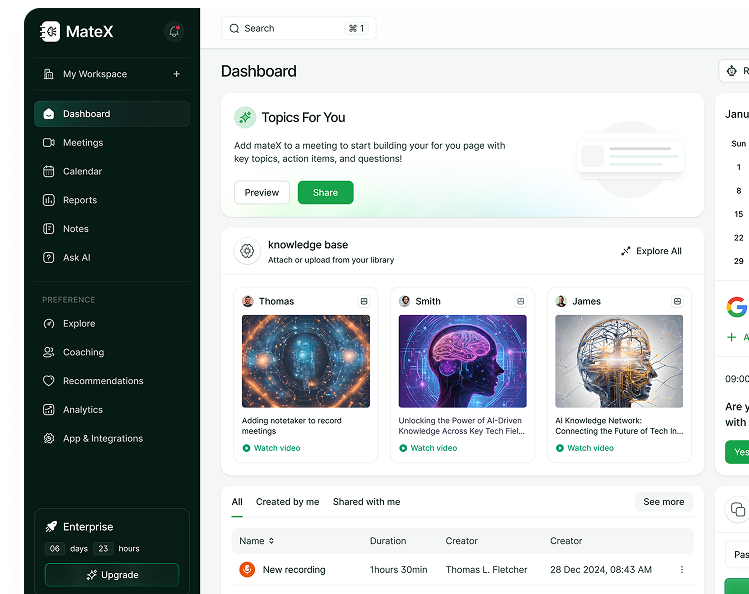 MateX
My Workspace
Dashboard
Meetings
Calendar
Reports
Notes
Ask AI
PREFERENCE
Explore
Coaching
Recommendations
Analytics
App & Integrations
Enterprise
06 days 23 hours
Upgrade
Search ⌘ 1
Dashboard
Topics For You
Add mateX to a meeting to start building your for you page with
key topics, action items, and questions!
Preview
Share
knowledge base
Attach or upload from your library
Explore All
Thomas
Adding notetaker to record
meetings
Watch video
Smith
Unlocking the Power of AI-Driven
Knowledge Across Key Tech Fiel...
Watch video
James
AI Knowledge Network:
Connecting the Future of Tech In...
Watch video
All Created by me Shared with me See more
Name Duration Creator Creator
New recording 1hours 30min Thomas L. Fletcher 28 Dec 2024, 08:43 AM
R
Janu
Sun
1
8
15
22
29
G
A
09:00
Are y
with
Yes
Pas